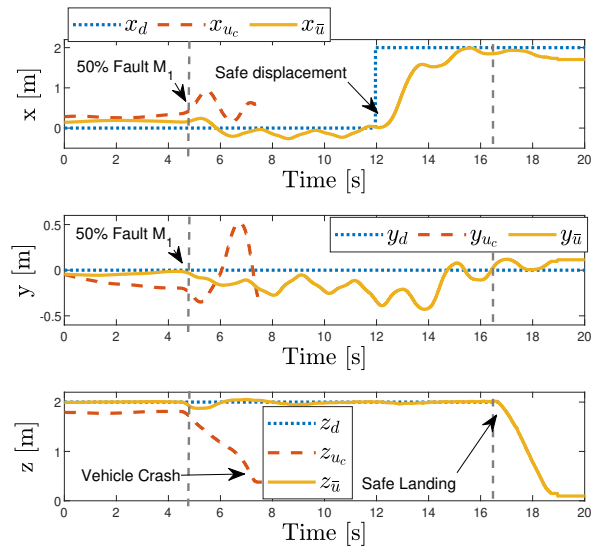 x_d x_{u_c} x_{\bar{u}}
2
1
0
x [m]
50% Fault M_1
Safe displacement
0 2 4 6 8 10 12 14 16 18 20
Time [s]
0.5
0
-0.5
y [m]
50% Fault M_1
y_d y_{u_c} y_{\bar{u}}
0 2 4 6 8 10 12 14 16 18 20
Time [s]
2
1
0
z [m]
z_d
z_{u_c}
z_{\bar{u}}
Vehicle Crash
Safe Landing
0 2 4 6 8 10 12 14 16 18 20
Time [s]